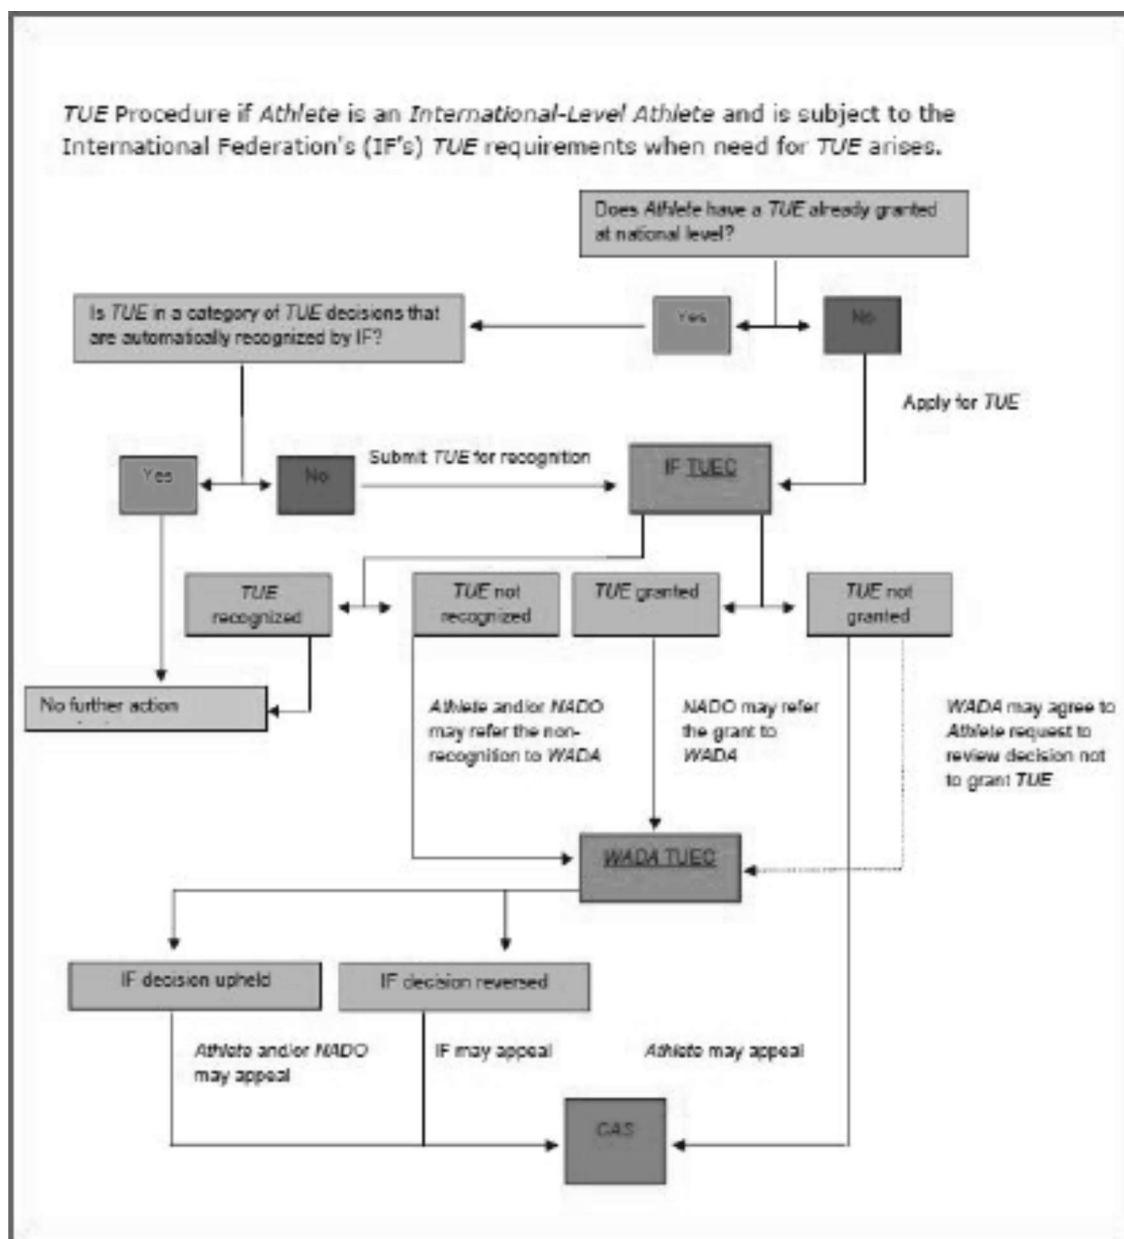 TUE Procedure if Athlete is an International-Level Athlete and is subject to the
International Federation's (IF's) TUE requirements when need for TUE arises.
Does Athlete have a TUE already granted
at national level?
Is TUE in a category of TUE decisions that
are automatically recognized by IF?
Yes
No
Apply for TUE
Yes
No
Submit TUE for recognition
IF TUEC
TUE
recognized
TUE not
recognized
TUE granted
TUE not
granted
No further action
Athlete and/or NADO
may refer the non-
recognition to WADA
NADO may refer
the grant to
WADA
WADA may agree to
Athlete request to
review decision not
to grant TUE
WADA TUEC
IF decision upheld
IF decision reversed
Athlete and/or NADO
may appeal
IF may appeal
Athlete may appeal
CAS